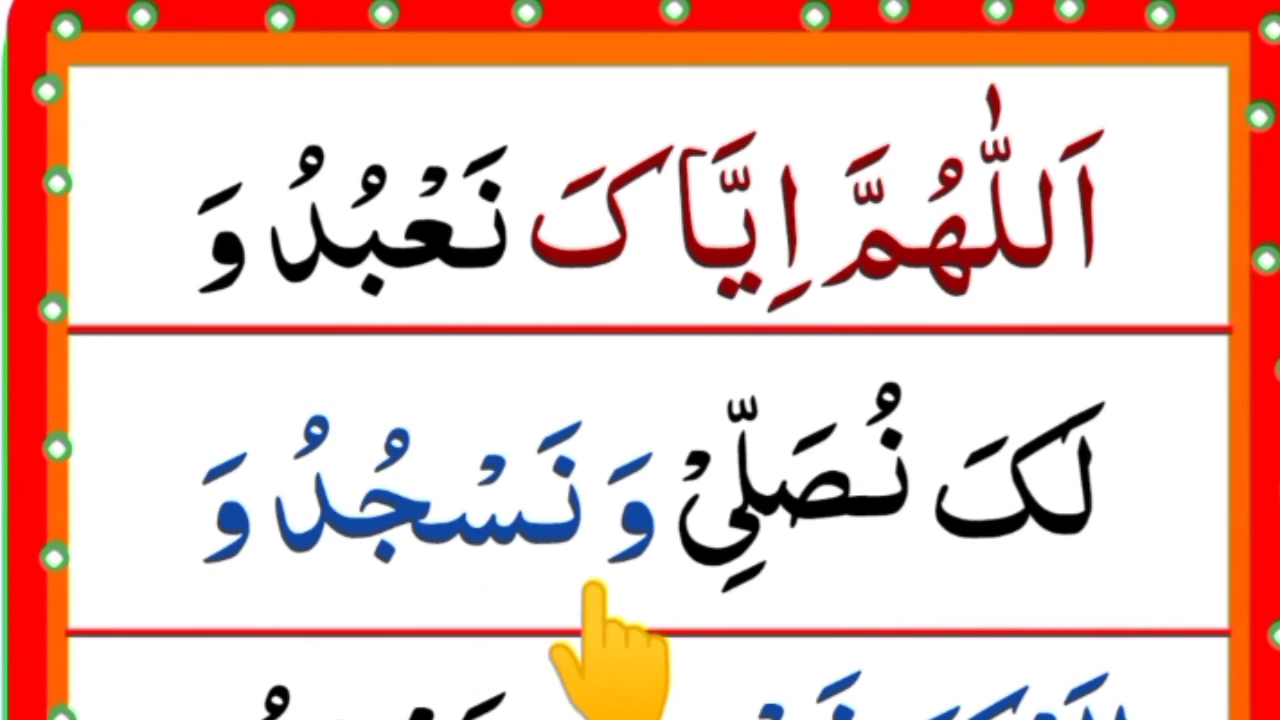 اَللّٰهُمَّ اِیَّاکَ نَعْبُدُ وَ
لَکَ نُصَلِّیْ وَ نَسْجُدُ وَ